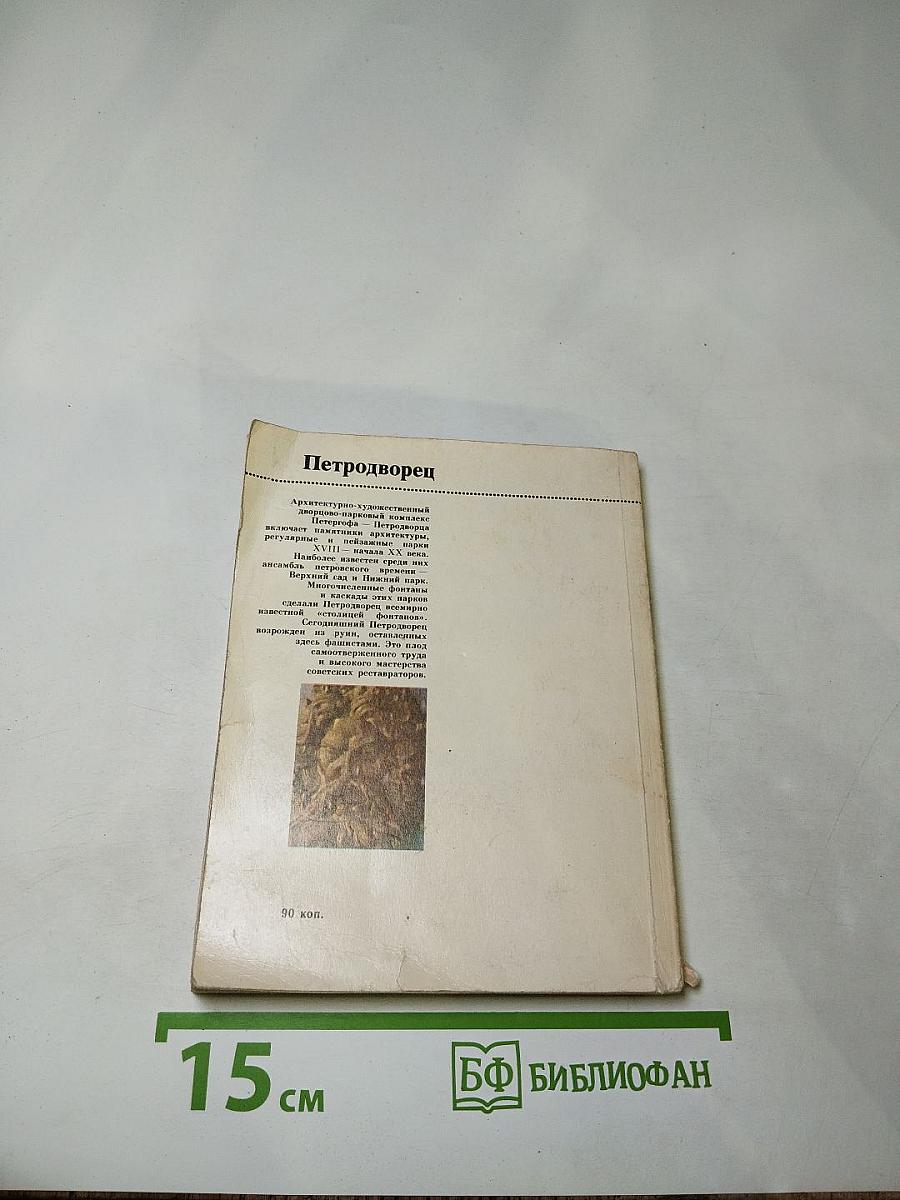 Петродворец
Архитектурно-художественный
дворцово-парковый комплекс
Петергофа — Петродворца
включает памятники архитектуры,
регулярные и пейзажные парки
XVIII — начала XX века.
Наиболее известен среди них
ансамбль петровского времени —
Верхний сад и Нижний парк.
Многочисленные фонтаны
и каскады этих парков
сделали Петродворец всемирно
известной «столицей фонтанов».
Сегодняшний Петродворец
возрожден из руин, оставленных
здесь фашистами. Это плод
самоотверженного труда
и высокого мастерства
советских реставраторов.
90 коп.
15 см
БФ БИБЛИОФАН